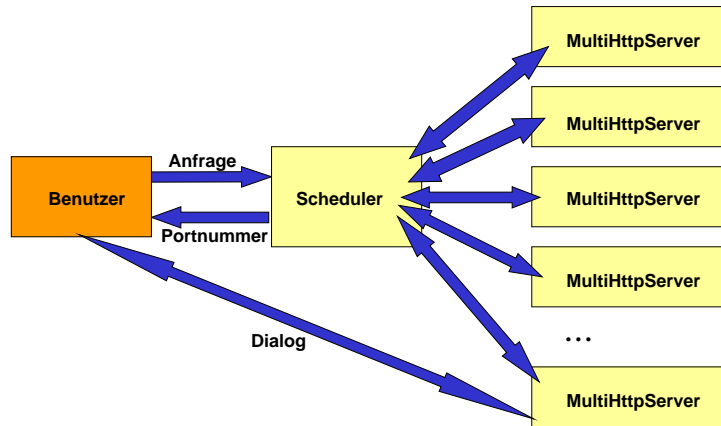 MultiHttpServer
MultiHttpServer
Anfrage
Benutzer
Scheduler
MultiHttpServer
Portnummer
MultiHttpServer
Dialog
...
MultiHttpServer